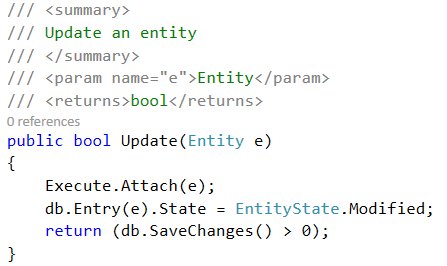 /// <summary>
/// Update an entity
/// </summary>
/// <param name="e">Entity</param>
/// <returns>bool</returns>
0 references
public bool Update(Entity e)
{
    Execute.Attach(e);
    db.Entry(e).State = EntityState.Modified;
    return (db.SaveChanges() > 0);
}